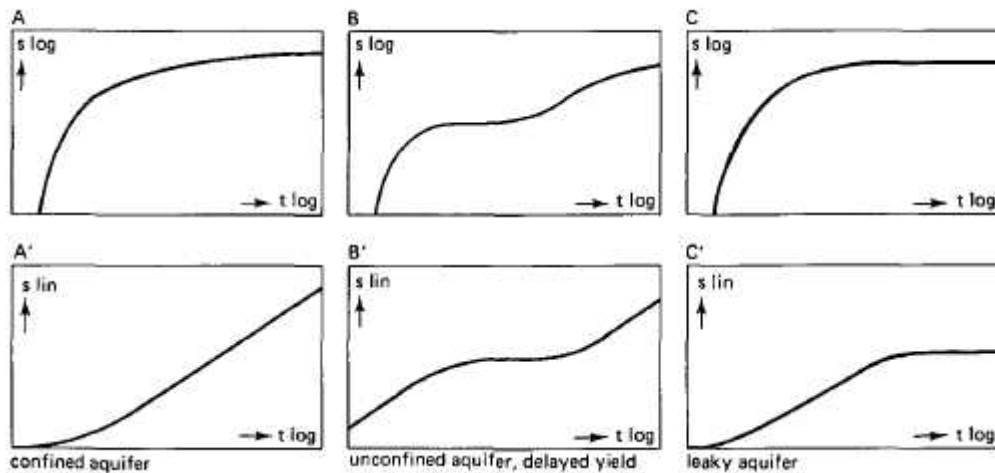 A
s log
t log
B
s log
t log
C
s log
t log
A'
s lin
t log
confined aquifer
B'
s lin
t log
unconfined aquifer, delayed yield
C'
s lin
t log
leaky aquifer